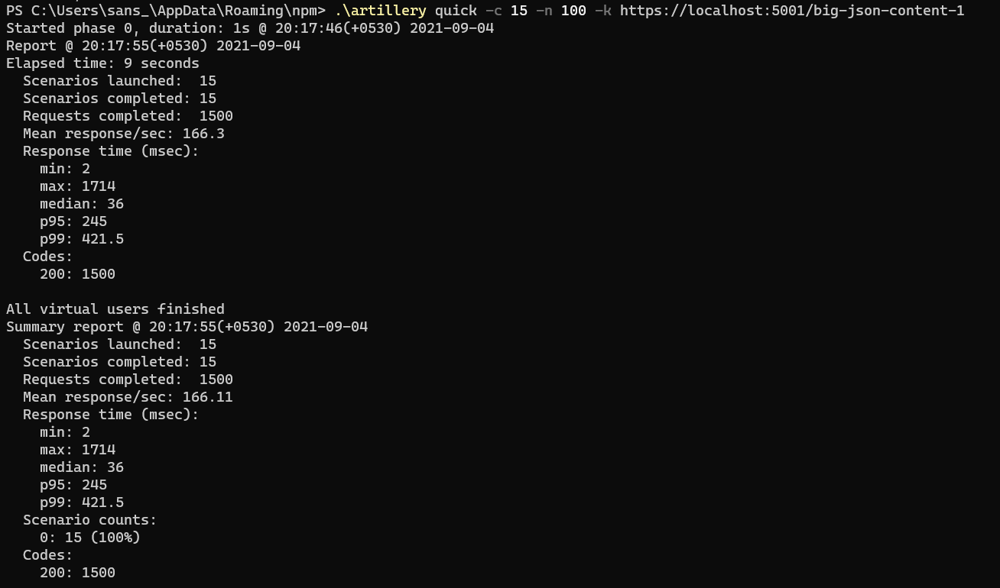 PS C:\Users\sans_\AppData\Roaming\npm> .\artillery quick -c 15 -n 100 -k https://localhost:5001/big-json-content-1
Started phase 0, duration: 1s @ 20:17:46(+0530) 2021-09-04
Report @ 20:17:55(+0530) 2021-09-04
Elapsed time: 9 seconds
  Scenarios launched:  15
  Scenarios completed: 15
  Requests completed:  1500
  Mean response/sec: 166.3
  Response time (msec):
    min: 2
    max: 1714
    median: 36
    p95: 245
    p99: 421.5
  Codes:
    200: 1500

All virtual users finished
Summary report @ 20:17:55(+0530) 2021-09-04
  Scenarios launched:  15
  Scenarios completed: 15
  Requests completed:  1500
  Mean response/sec: 166.11
  Response time (msec):
    min: 2
    max: 1714
    median: 36
    p95: 245
    p99: 421.5
  Scenario counts:
    0: 15 (100%)
  Codes:
    200: 1500